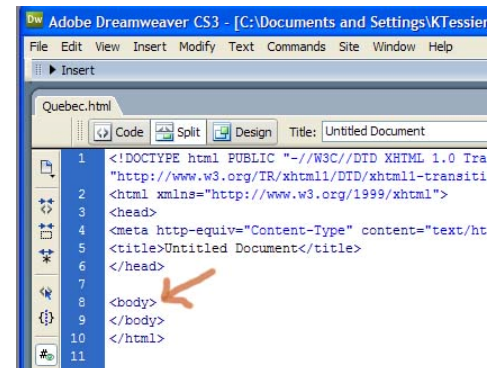 Dw Adobe Dreamweaver CS3 - [C:\Documents and Settings\KTessier
File Edit View Insert Modify Text Commands Site Window Help
Insert
Quebec.html
Code Split Design Title: Untitled Document
1 <!DOCTYPE html PUBLIC "-//W3C//DTD XHTML 1.0 Tra
"http://www.w3.org/TR/xhtml1/DTD/xhtml1-transiti
2 <html xmlns="http://www.w3.org/1999/xhtml">
3 <head>
4 <meta http-equiv="Content-Type" content="text/ht
5 <title>Untitled Document</title>
6 </head>
7
8 <body>
9 </body>
10 </html>
11